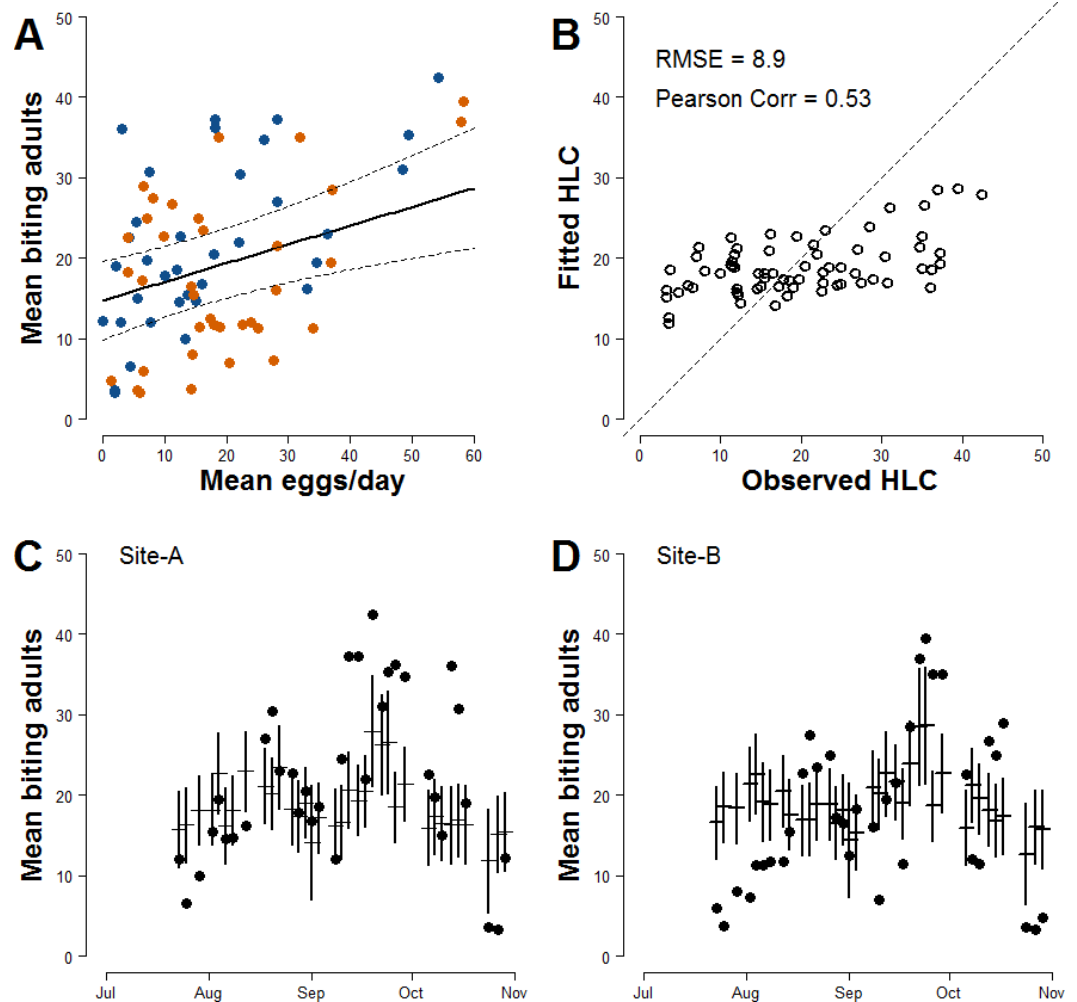 A
Mean biting adults
50
40
30
20
10
0
0 10 20 30 40 50 60
Mean eggs/day
B
RMSE = 8.9
Pearson Corr = 0.53
Fitted HLC
50
40
30
20
10
0
0 10 20 30 40 50
Observed HLC
C
Site-A
Mean biting adults
50
40
30
20
10
0
Jul Aug Sep Oct Nov
D
Site-B
Mean biting adults
50
40
30
20
10
0
Jul Aug Sep Oct Nov